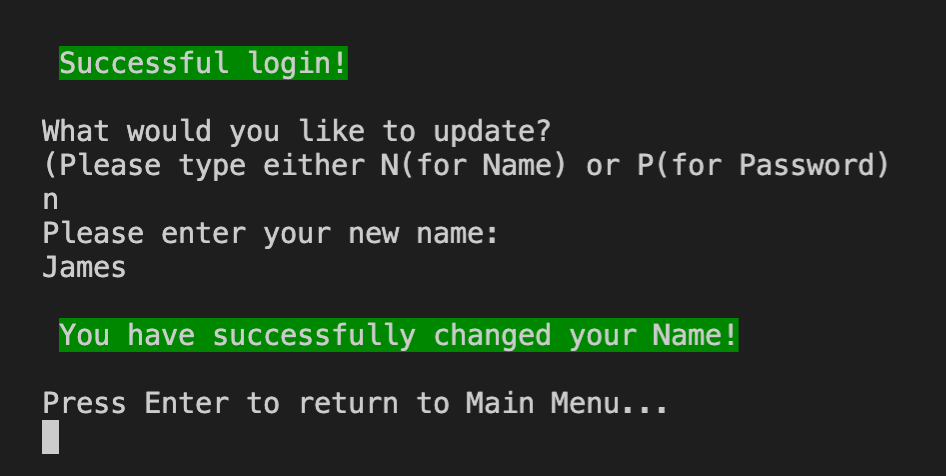 Successful login!
What would you like to update?
(Please type either N(for Name) or P(for Password)
n
Please enter your new name:
James
You have successfully changed your Name!
Press Enter to return to Main Menu...